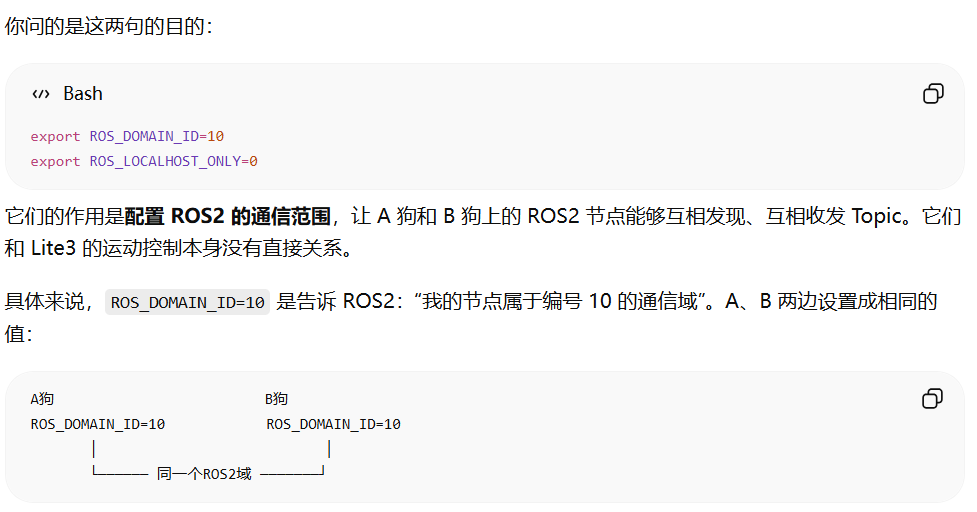 你问的是这两句的目的：
Bash
export ROS_DOMAIN_ID=10
export ROS_LOCALHOST_ONLY=0
它们的作用是配置 ROS2 的通信范围，让 A 狗和 B 狗上的 ROS2 节点能够互相发现、互相收发 Topic。它们
和 Lite3 的运动控制本身没有直接关系。
具体来说，ROS_DOMAIN_ID=10 是告诉 ROS2：“我的节点属于编号 10 的通信域”。A、B 两边设置成相同的
值：
A狗 B狗
ROS_DOMAIN_ID=10 ROS_DOMAIN_ID=10
同一个ROS2域